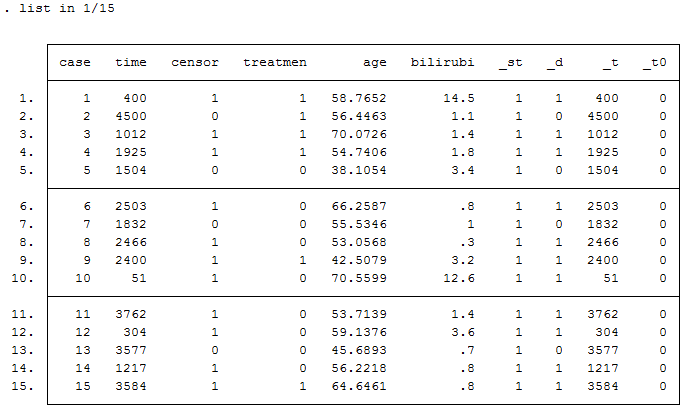 . list in 1/15
case time censor treatmen age bilirubi _st _d _t _t0
1. 1 400 1 1 58.7652 14.5 1 1 400 0
2. 2 4500 0 1 56.4463 1.1 1 0 4500 0
3. 3 1012 1 1 70.0726 1.4 1 1 1012 0
4. 4 1925 1 1 54.7406 1.8 1 1 1925 0
5. 5 1504 0 0 38.1054 3.4 1 0 1504 0
6. 6 2503 1 0 66.2587 .8 1 1 2503 0
7. 7 1832 0 0 55.5346 1 1 0 1832 0
8. 8 2466 1 0 53.0568 .3 1 1 2466 0
9. 9 2400 1 1 42.5079 3.2 1 1 2400 0
10. 10 51 1 0 70.5599 12.6 1 1 51 0
11. 11 3762 1 0 53.7139 1.4 1 1 3762 0
12. 12 304 1 0 59.1376 3.6 1 1 304 0
13. 13 3577 0 0 45.6893 .7 1 0 3577 0
14. 14 1217 1 0 56.2218 .8 1 1 1217 0
15. 15 3584 1 1 64.6461 .8 1 1 3584 0